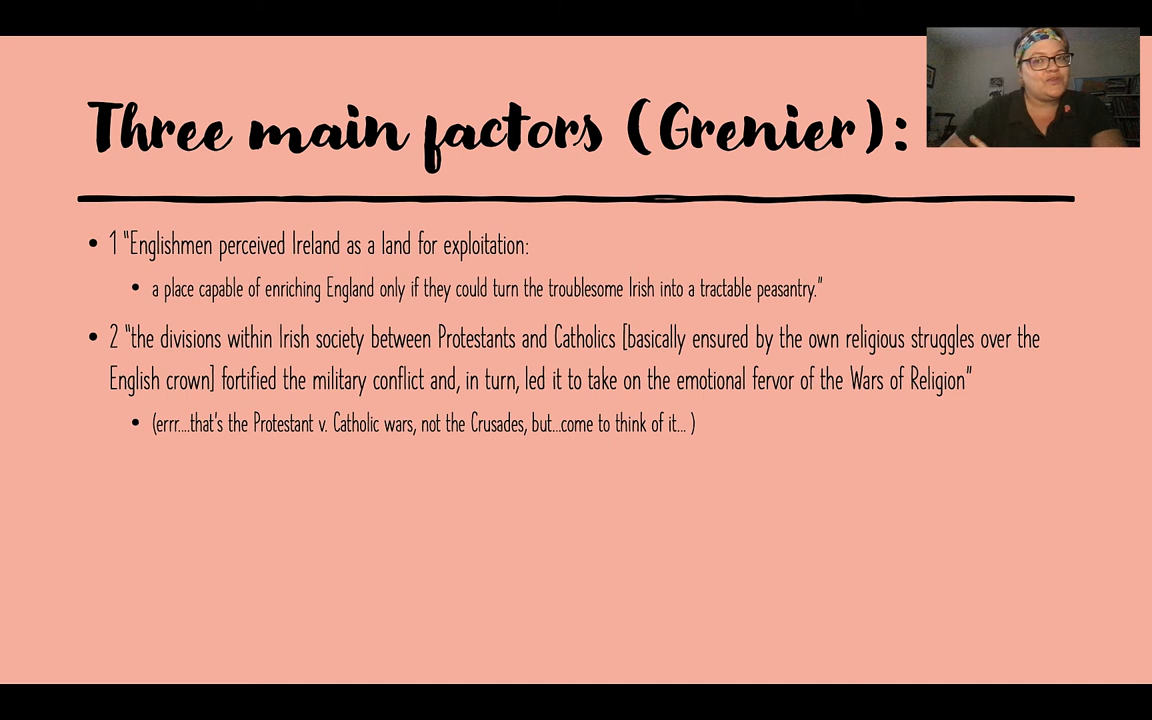 Three main factors (Grenier):
• 1 "Englishmen perceived Ireland as a land for exploitation:
• a place capable of enriching England only if they could turn the troublesome Irish into a tractable peasantry."
• 2 "the divisions within Irish society between Protestants and Catholics [basically ensured by the own religious struggles over the
English crown] fortified the military conflict and, in turn, led it to take on the emotional fervor of the Wars of Religion"
• (errr....that's the Protestant v. Catholic wars, not the Crusades, but...come to think of it... )